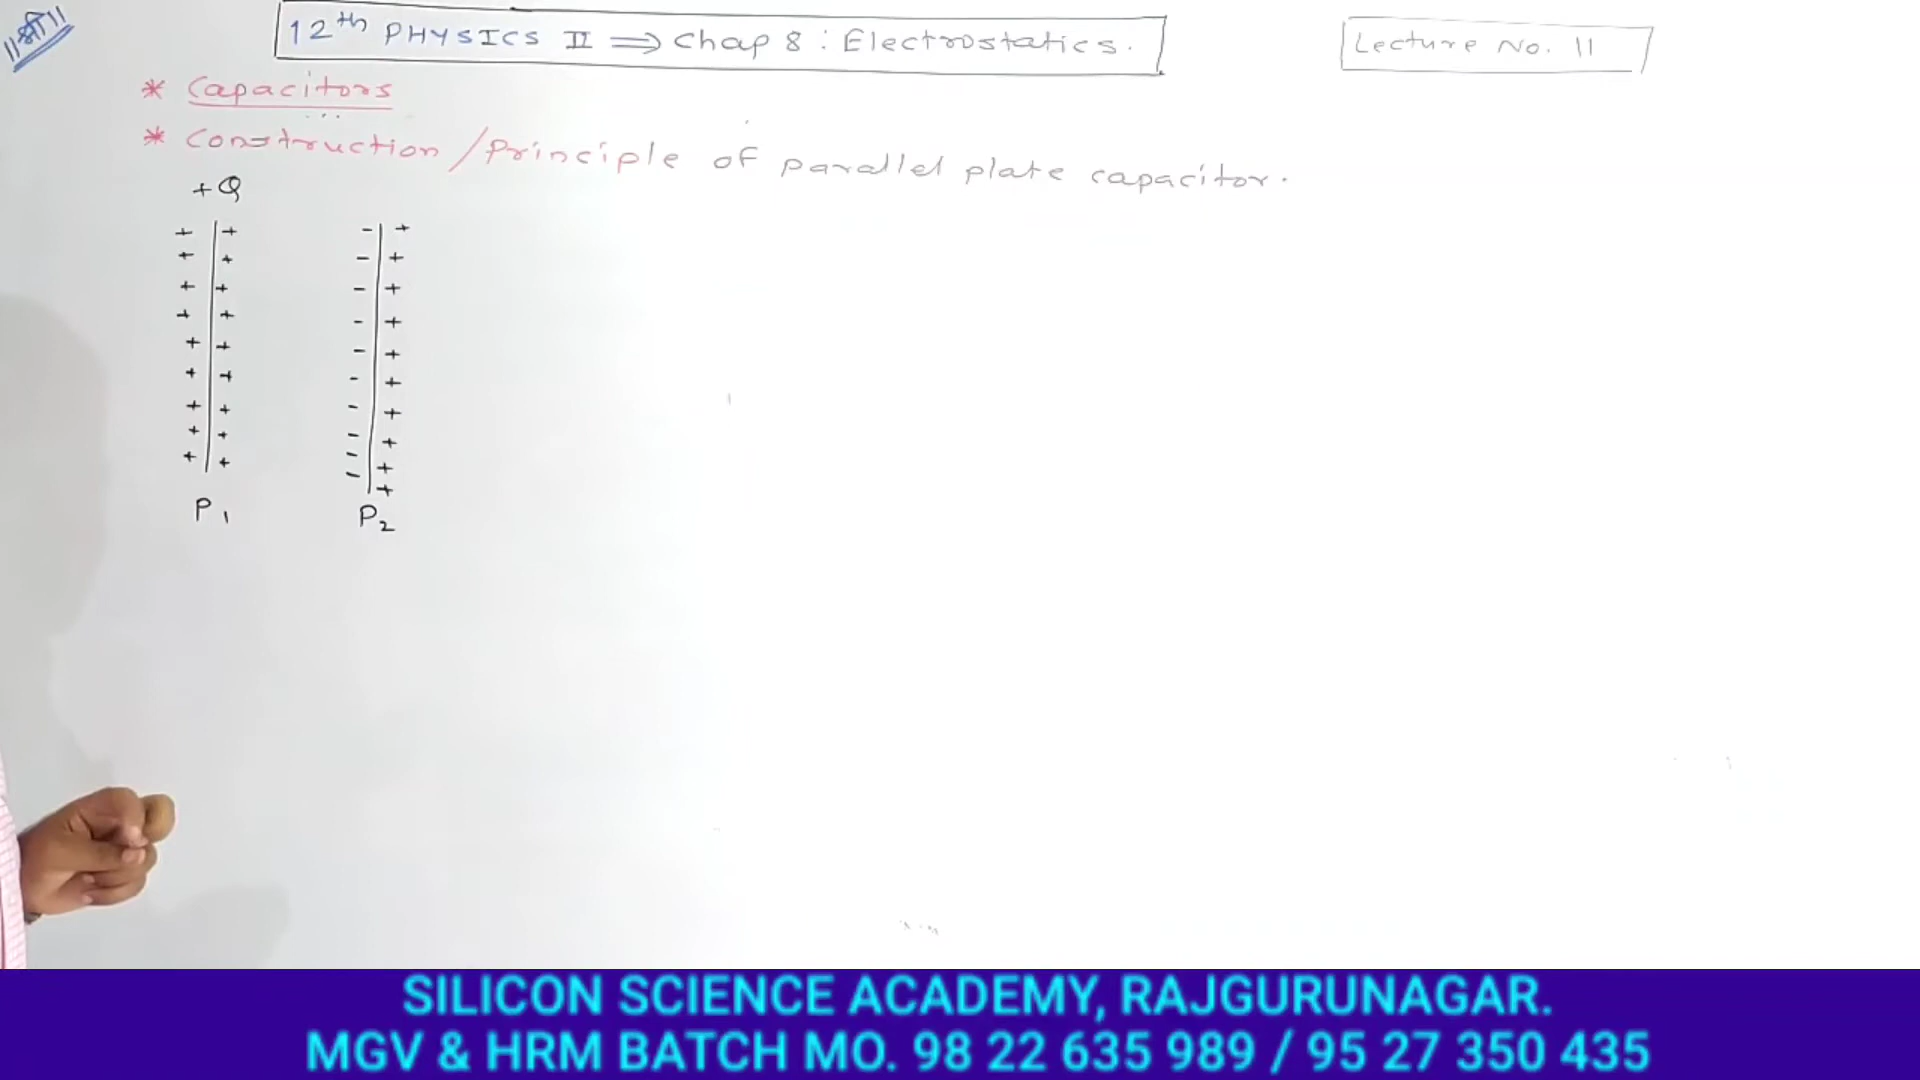 ॥श्री॥
12th PHYSICS II ⇒ Chap 8 : Electrostatics.
Lecture No. 11
* Capacitors
* Construction/Principle of parallel plate capacitor.
+Q
+ + - +
+ + - +
+ + - +
+ + - +
+ + - +
+ + - +
+ + - +
+ + - +
+ + - +
- +
P1 P2
SILICON SCIENCE ACADEMY, RAJGURUNAGAR.
MGV & HRM BATCH MO. 98 22 635 989 / 95 27 350 435